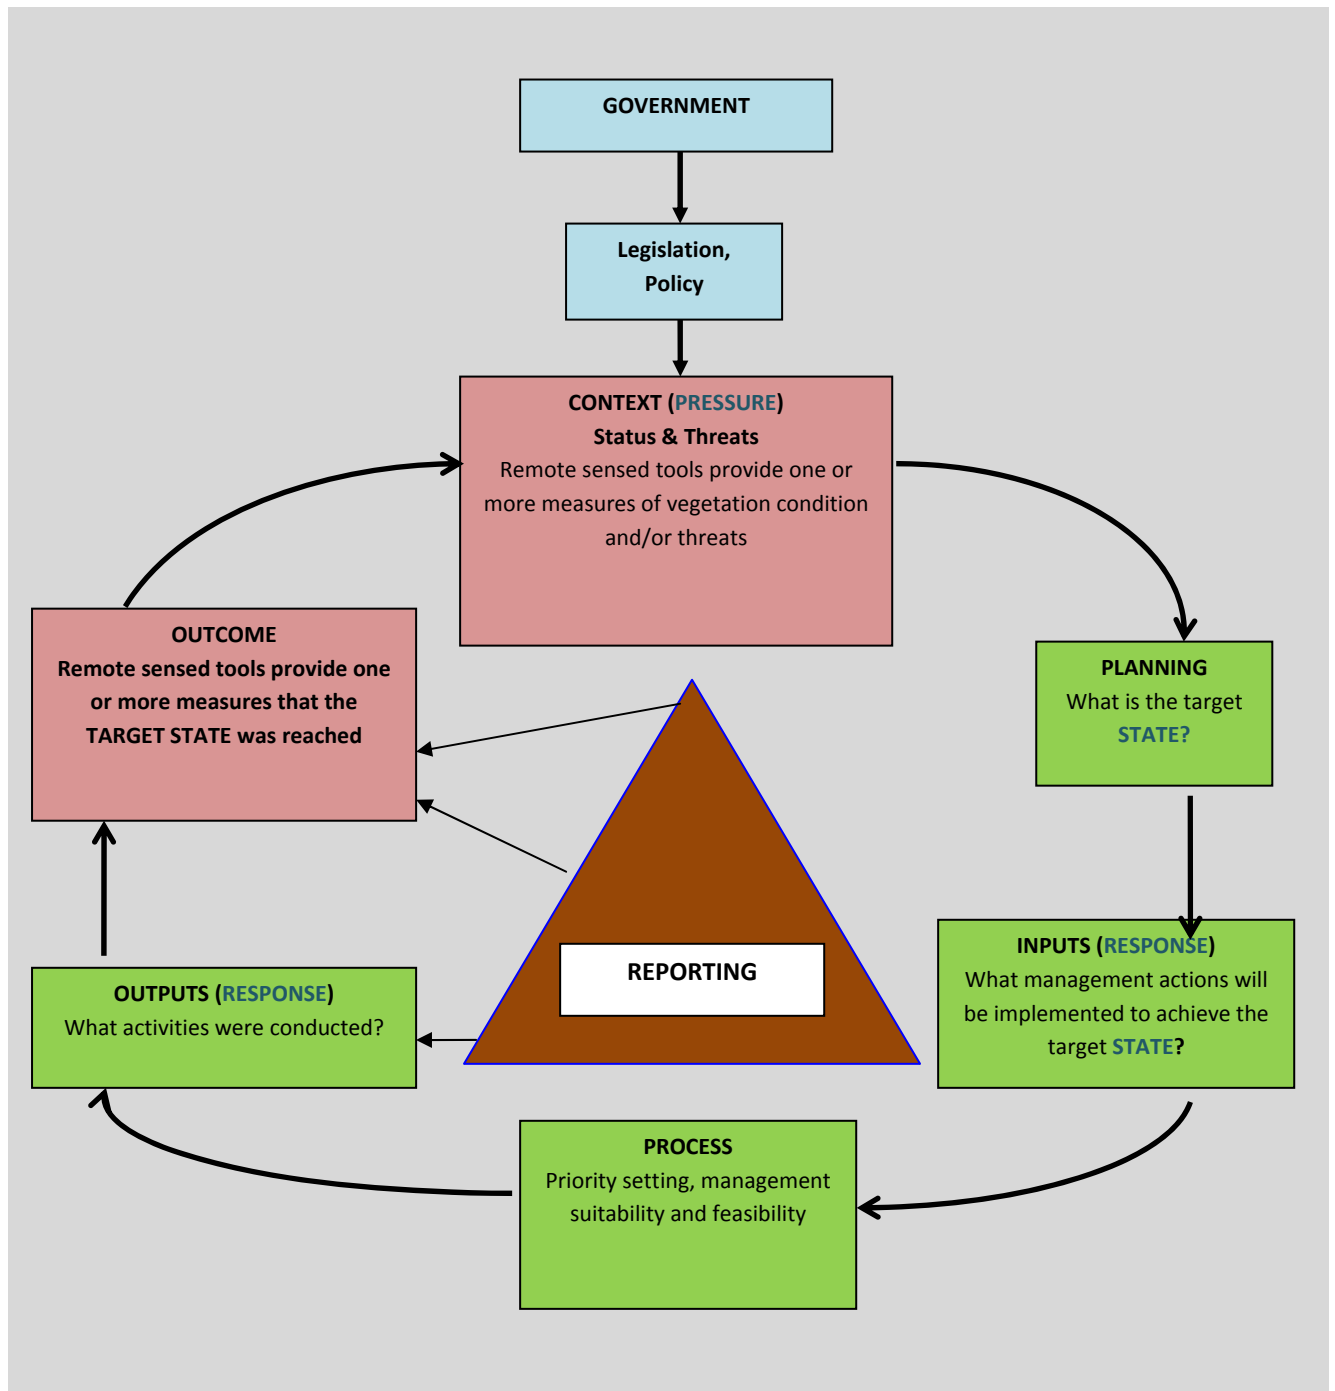 GOVERNMENT
Legislation,
Policy
CONTEXT (PRESSURE)
Status & Threats
Remote sensed tools provide one or
more measures of vegetation condition
and/or threats
OUTCOME
Remote sensed tools provide one
or more measures that the
TARGET STATE was reached
PLANNING
What is the target
STATE?
INPUTS (RESPONSE)
What management actions will
be implemented to achieve the
target STATE?
REPORTING
OUTPUTS (RESPONSE)
What activities were conducted?
PROCESS
Priority setting, management
suitability and feasibility